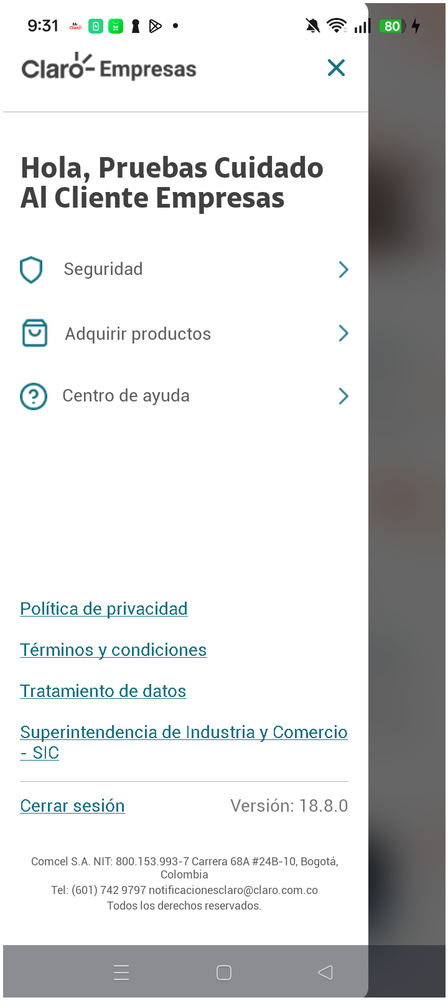 9:31
Mi
Claro
80
Claro Empresas
Hola, Pruebas Cuidado
Al Cliente Empresas
Seguridad
Adquirir productos
Centro de ayuda
Política de privacidad
Términos y condiciones
Tratamiento de datos
Superintendencia de Industria y Comercio
- SIC
Cerrar sesión
Versión: 18.8.0
Comcel S.A. NIT: 800.153.993-7 Carrera 68A #24B-10, Bogotá,
Colombia
Tel: (601) 742 9797 notificacionesclaro@claro.com.co
Todos los derechos reservados.